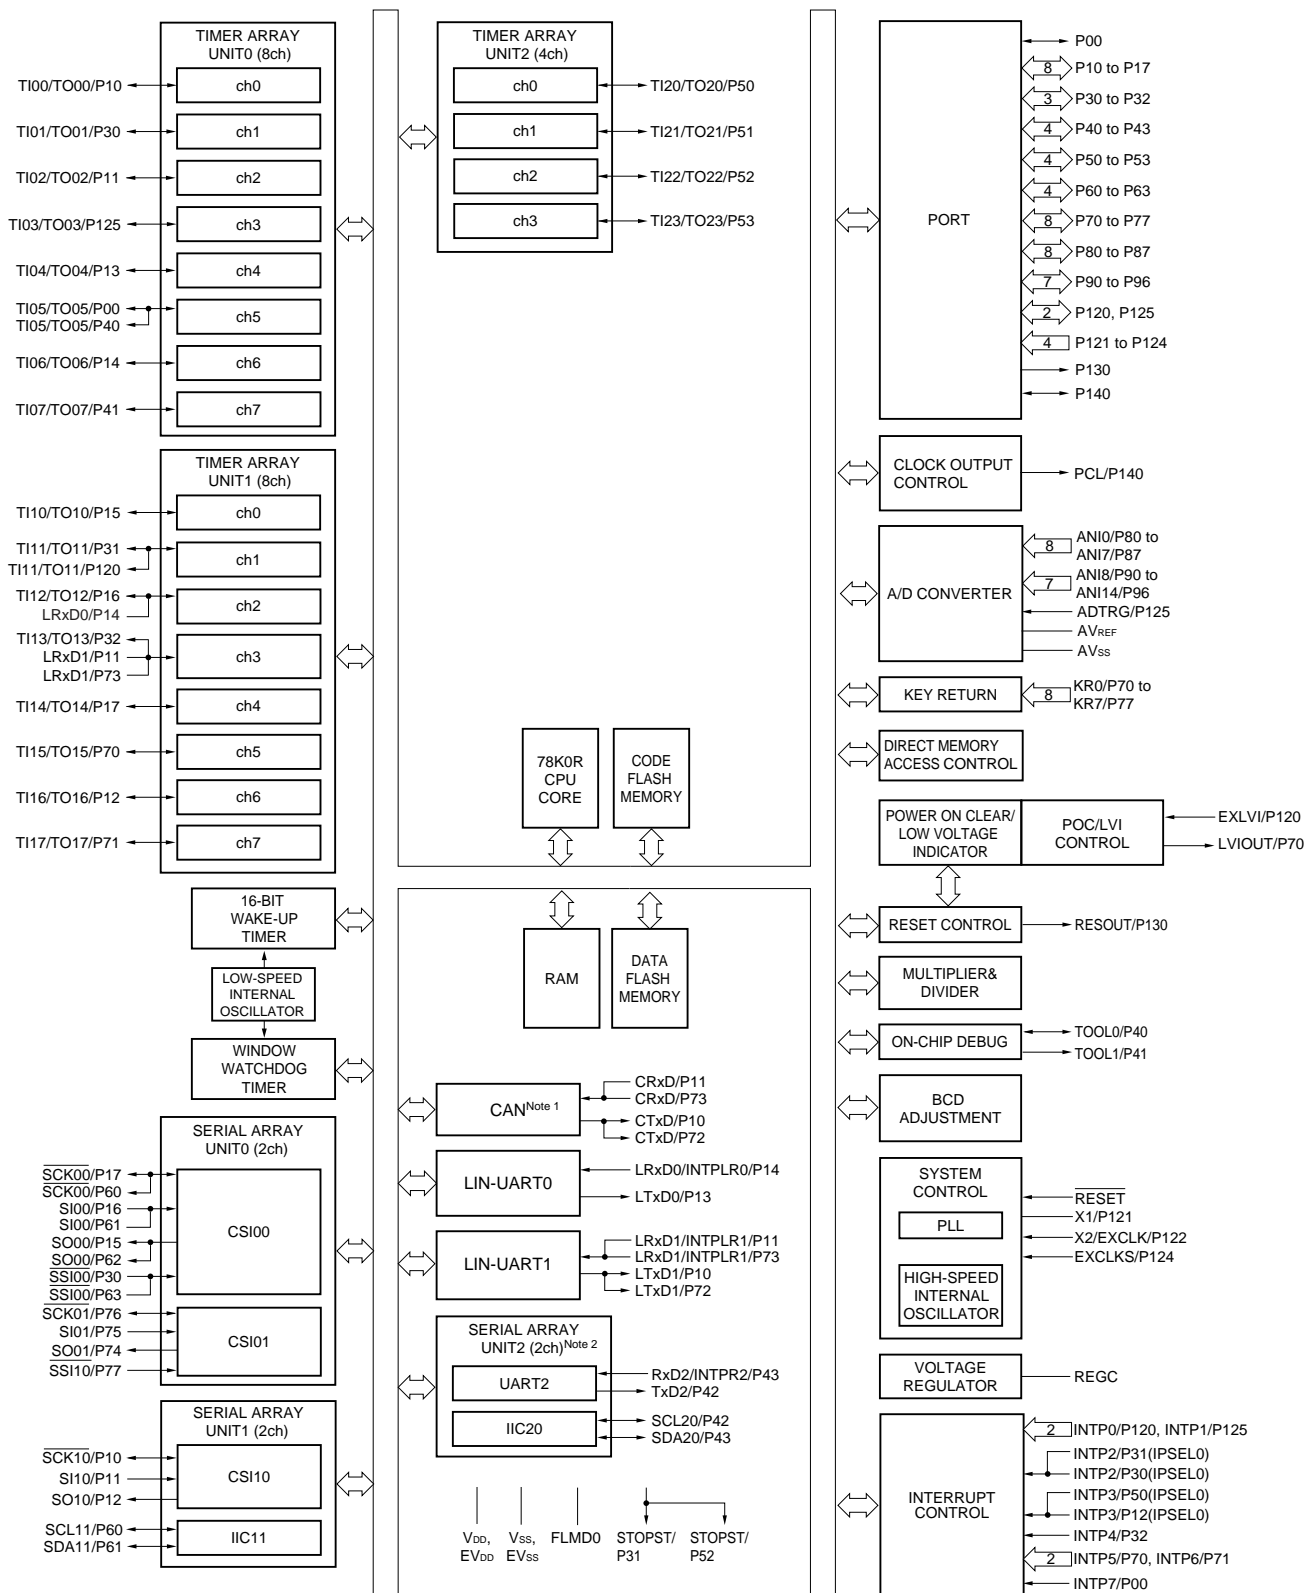 TIMER ARRAY
UNIT0 (8ch)
TI00/TO00/P10
ch0
TI01/TO01/P30
ch1
TI02/TO02/P11
ch2
TI03/TO03/P125
ch3
TI04/TO04/P13
ch4
TI05/TO05/P00
TI05/TO05/P40
ch5
TI06/TO06/P14
ch6
TI07/TO07/P41
ch7
TIMER ARRAY
UNIT1 (8ch)
TI10/TO10/P15
ch0
TI11/TO11/P31
TI11/TO11/P120
ch1
TI12/TO12/P16
LRxD0/P14
ch2
TI13/TO13/P32
LRxD1/P11
LRxD1/P73
ch3
TI14/TO14/P17
ch4
TI15/TO15/P70
ch5
TI16/TO16/P12
ch6
TI17/TO17/P71
ch7
16-BIT
WAKE-UP
TIMER
LOW-SPEED
INTERNAL
OSCILLATOR
WINDOW
WATCHDOG
TIMER
SERIAL ARRAY
UNIT0 (2ch)
SCK00/P17
SCK00/P60
SI00/P16
SI00/P61
SO00/P15
SO00/P62
SSI00/P30
SSI00/P63
CSI00
SCK01/P76
SI01/P75
SO01/P74
SSI10/P77
CSI01
SERIAL ARRAY
UNIT1 (2ch)
SCK10/P10
SI10/P11
SO10/P12
CSI10
SCL11/P60
SDA11/P61
IIC11
TIMER ARRAY
UNIT2 (4ch)
ch0
TI20/TO20/P50
ch1
TI21/TO21/P51
ch2
TI22/TO22/P52
ch3
TI23/TO23/P53
78K0R
CPU
CORE
CODE
FLASH
MEMORY
RAM
DATA
FLASH
MEMORY
CAN Note 1
CRxD/P11
CRxD/P73
CTxD/P10
CTxD/P72
LIN-UART0
LRxD0/INTPLR0/P14
LTxD0/P13
LIN-UART1
LRxD1/INTPLR1/P11
LRxD1/INTPLR1/P73
LTxD1/P10
LTxD1/P72
SERIAL ARRAY
UNIT2 (2ch) Note 2
UART2
RxD2/INTPR2/P43
TxD2/P42
IIC20
SCL20/P42
SDA20/P43
VDD,
EVDD
VSS,
EVSS
FLMD0
STOPST/
P31
STOPST/
P52
PORT
P00
8 P10 to P17
3 P30 to P32
4 P40 to P43
4 P50 to P53
4 P60 to P63
8 P70 to P77
8 P80 to P87
7 P90 to P96
2 P120, P125
4 P121 to P124
P130
P140
CLOCK OUTPUT
CONTROL
PCL/P140
A/D CONVERTER
8 ANI0/P80 to
ANI7/P87
7 ANI8/P90 to
ANI14/P96
ADTRG/P125
AVREF
AVSS
KEY RETURN
8 KR0/P70 to
KR7/P77
DIRECT MEMORY
ACCESS CONTROL
POWER ON CLEAR/
LOW VOLTAGE
INDICATOR
POC/LVI
CONTROL
EXLVI/P120
LVIOUT/P70
RESET CONTROL
RESOUT/P130
MULTIPLIER&
DIVIDER
ON-CHIP DEBUG
TOOL0/P40
TOOL1/P41
BCD
ADJUSTMENT
SYSTEM
CONTROL
PLL
HIGH-SPEED
INTERNAL
OSCILLATOR
RESET
X1/P121
X2/EXCLK/P122
EXCLKS/P124
VOLTAGE
REGULATOR
REGC
INTERRUPT
CONTROL
2 INTP0/P120, INTP1/P125
INTP2/P31(IPSEL0)
INTP2/P30(IPSEL0)
INTP3/P50(IPSEL0)
INTP3/P12(IPSEL0)
INTP4/P32
2 INTP5/P70, INTP6/P71
INTP7/P00